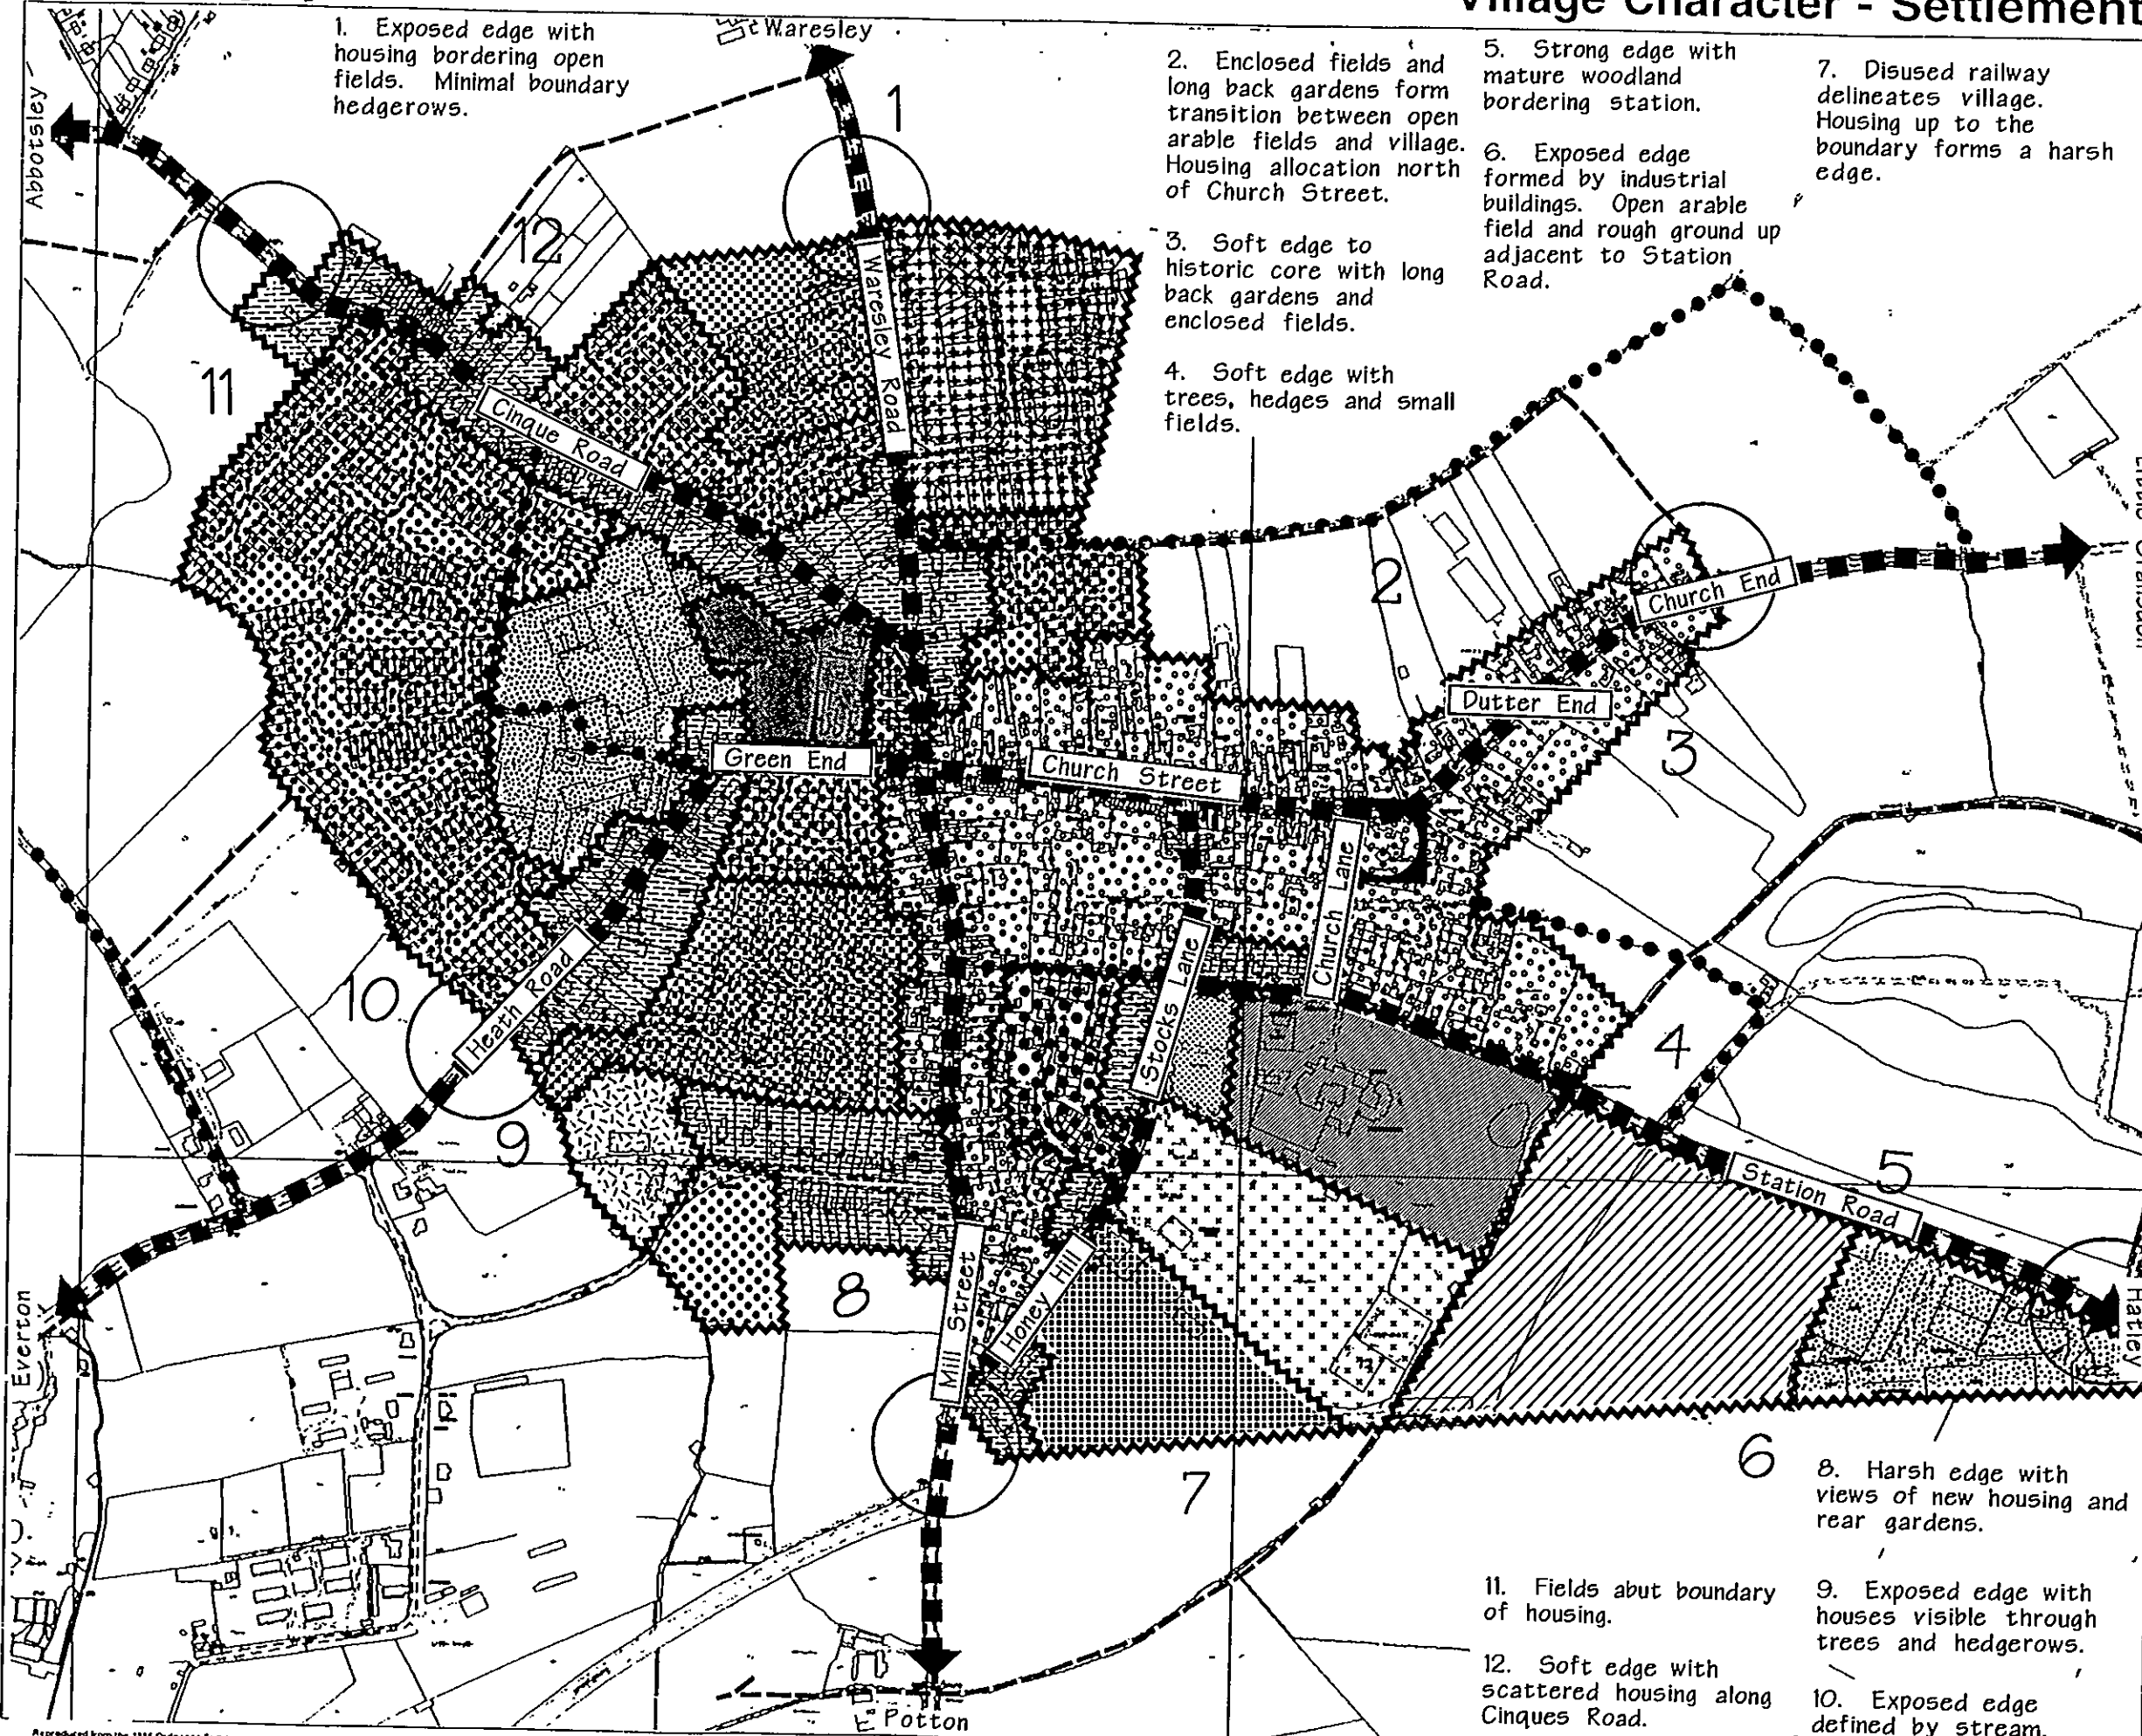 Village Character - Settlement
1. Exposed edge with
housing bordering open
fields. Minimal boundary
hedgerows.
Waresley
2. Enclosed fields and
long back gardens form
transition between open
arable fields and village.
Housing allocation north
of Church Street.
3. Soft edge to
historic core with long
back gardens and
enclosed fields.
4. Soft edge with
trees, hedges and small
fields.
5. Strong edge with
mature woodland
bordering station.
6. Exposed edge
formed by industrial
buildings. Open arable
field and rough ground up
adjacent to Station
Road.
7. Disused railway
delineates village.
Housing up to the
boundary forms a harsh
edge.
Abbotsley
1
12
Waresley Road
11
Cinque Road
2
Church End
Dutter End
3
Green End
Church Street
Church Lane
Stocks Lane
10
Heath Road
4
9
5
Station Road
8
Mill Street
Honey Hill
Everton
Hatley
7
6
8. Harsh edge with
views of new housing and
rear gardens.
9. Exposed edge with
houses visible through
trees and hedgerows.
10. Exposed edge
defined by stream.
11. Fields abut boundary
of housing.
12. Soft edge with
scattered housing along
Cinques Road.
Potton